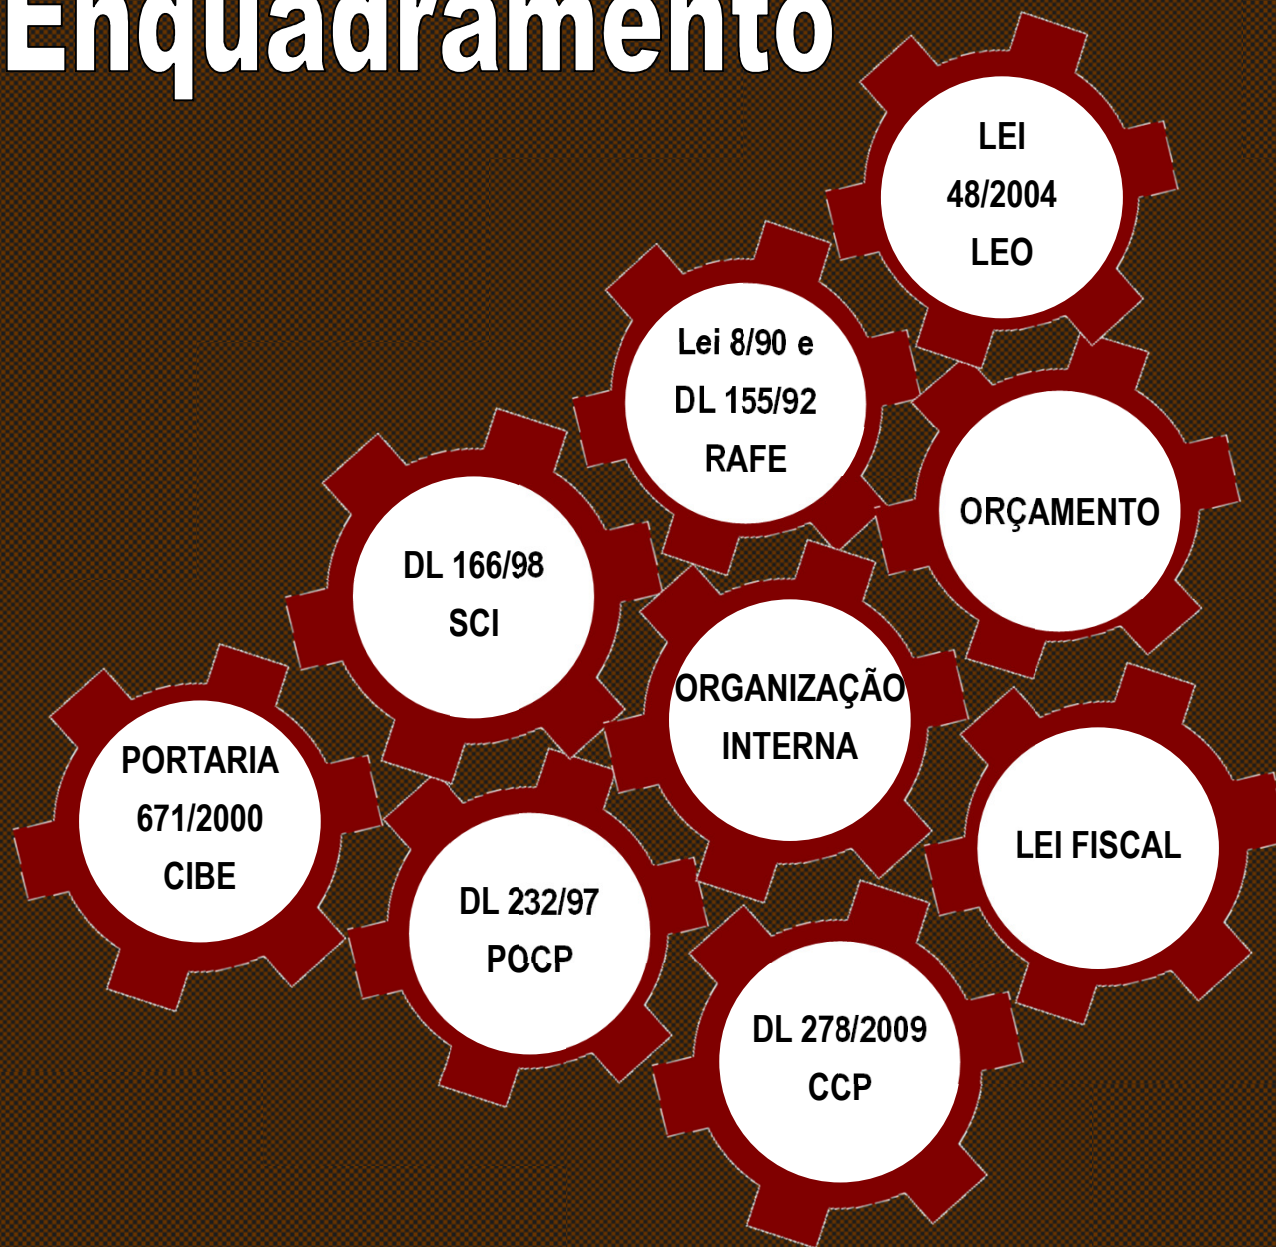 Enquadramento
LEI
48/2004
LEO
Lei 8/90 e
DL 155/92
RAFE
ORÇAMENTO
DL 166/98
SCI
ORGANIZAÇÃO
INTERNA
PORTARIA
671/2000
CIBE
LEI FISCAL
DL 232/97
POCP
DL 278/2009
CCP